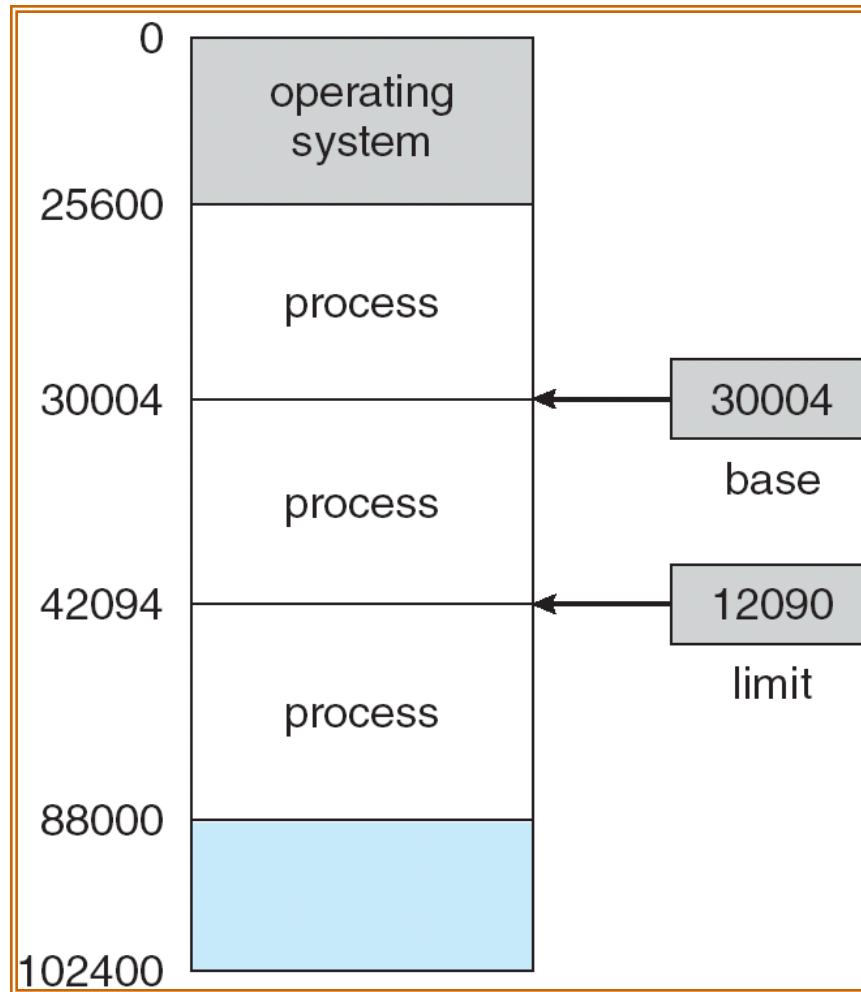 0
operating
system
25600
process
30004
30004
base
process
42094
12090
limit
process
88000
102400